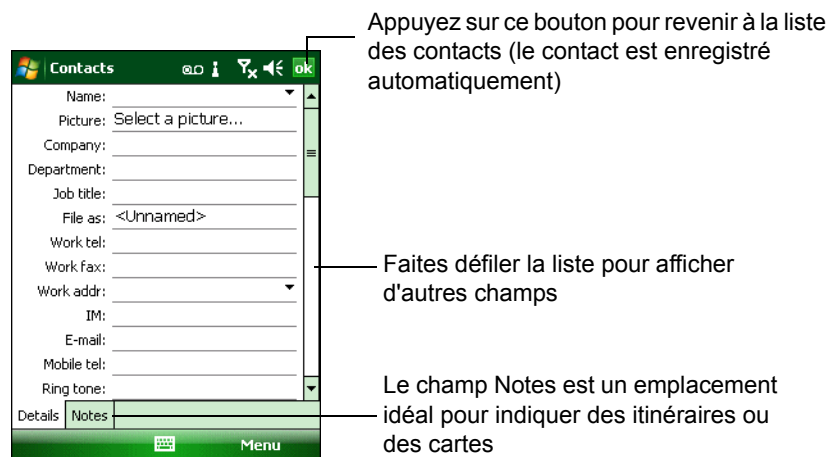 Appuyez sur ce bouton pour revenir à la liste
des contacts (le contact est enregistré
automatiquement)
Contacts ok
Name:
Picture: Select a picture...
Company:
Department:
Job title:
File as: <Unnamed>
Work tel:
Work fax:
Work addr:
IM:
E-mail:
Mobile tel:
Ring tone:
Details Notes
Menu
Faites défiler la liste pour afficher
d'autres champs
Le champ Notes est un emplacement
idéal pour indiquer des itinéraires ou
des cartes